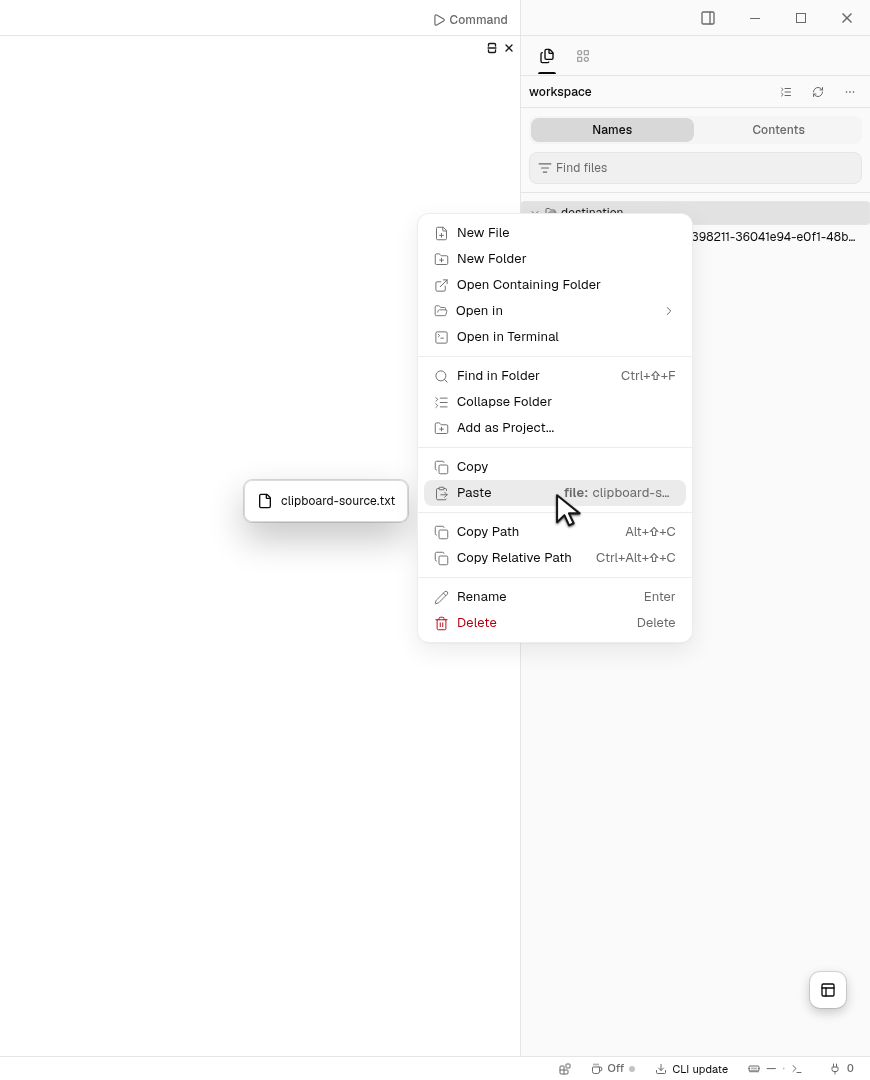 Command
workspace
Names Contents
Find files
destination
398211-36041e94-e0f1-48b...
New File
New Folder
Open Containing Folder
Open in
Open in Terminal
Find in Folder Ctrl+⇧+F
Collapse Folder
Add as Project...
Copy
Paste file: clipboard-s...
clipboard-source.txt
Copy Path Alt+⇧+C
Copy Relative Path Ctrl+Alt+⇧+C
Rename Enter
Delete Delete
Off CLI update — · 0